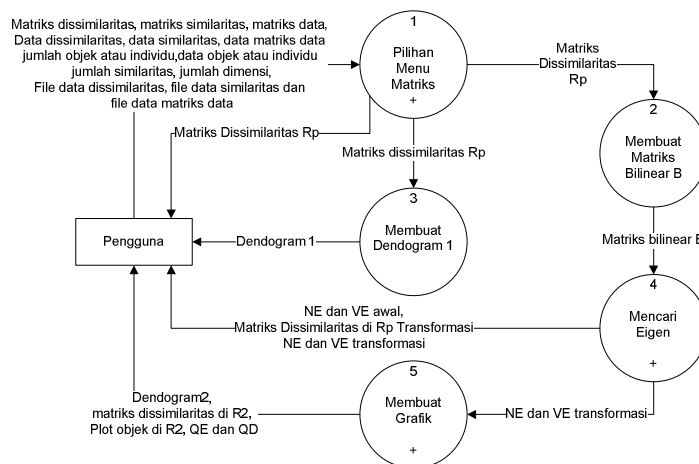 Matriks dissimilaritas, matriks similaritas, matriks data,
Data dissimilaritas, data similaritas, data matriks data
jumlah objek atau individu,data objek atau individu
jumlah similaritas, jumlah dimensi,
File data dissimilaritas, file data similaritas dan
file data matriks data
1
Pilihan
Menu
Matriks
+
Matriks
Dissimilaritas
Rp
2
Membuat
Matriks
Bilinear B
Matriks Dissimilaritas Rp
Matriks dissimilaritas Rp
3
Membuat
Dendogram 1
Pengguna
Dendogram 1
Matriks bilinear B
4
Mencari
Eigen
+
NE dan VE awal,
Matriks Dissimilaritas di Rp Transformasi
NE dan VE transformasi
5
Membuat
Grafik
+
NE dan VE transformasi
Dendogram2,
matriks dissimilaritas di R2,
Plot objek di R2, QE dan QD